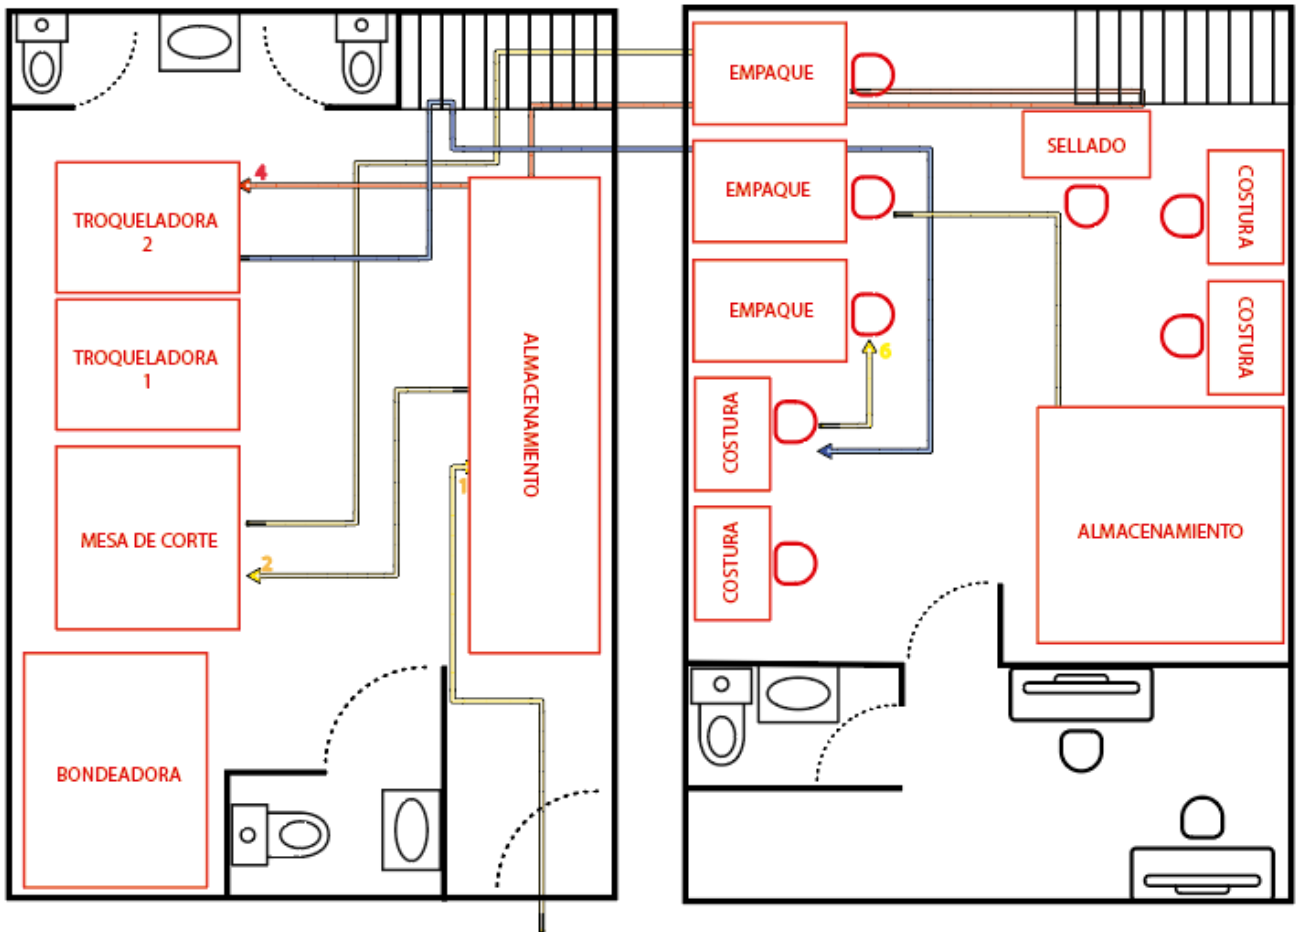 4
TROQUELADORA
2
TROQUELADORA
1
ALMACENAMIENTO
1
MESA DE CORTE
2
BONDEADORA
EMPAQUE
SELLADO
EMPAQUE
COSTURA
EMPAQUE
COSTURA
6
COSTURA
ALMACENAMIENTO
COSTURA